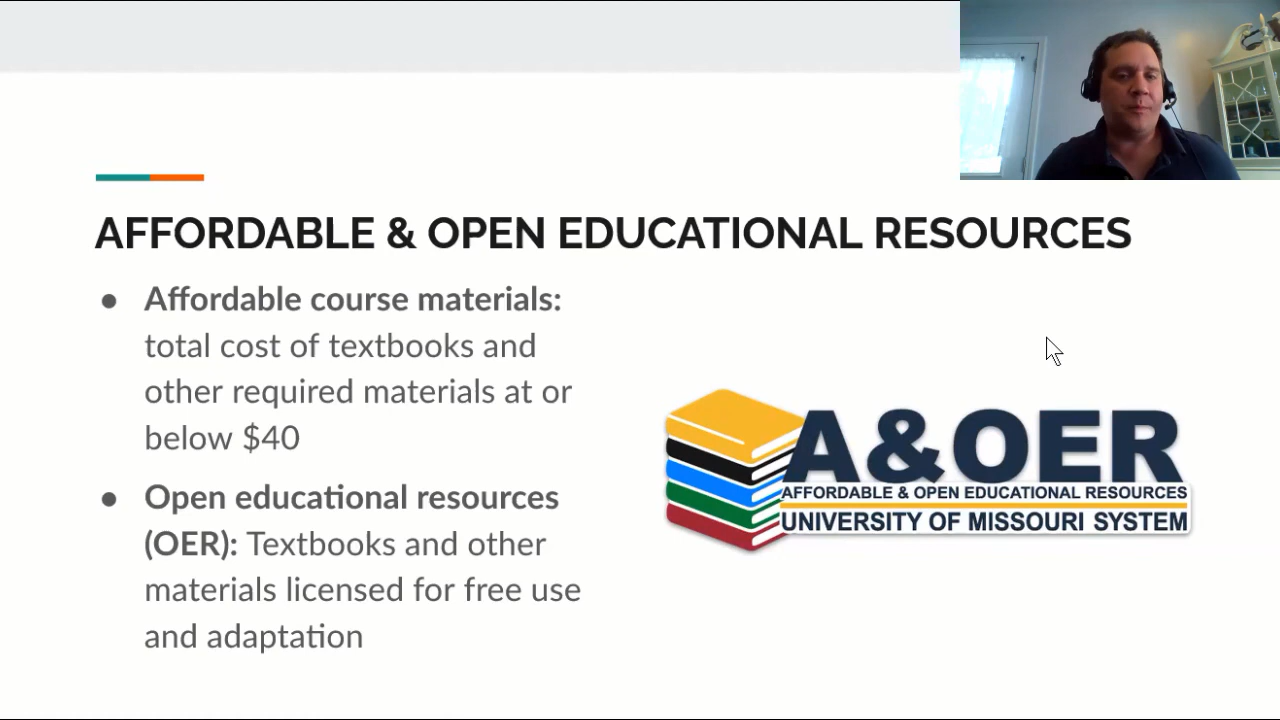 AFFORDABLE & OPEN EDUCATIONAL RESOURCES
● Affordable course materials:
total cost of textbooks and
other required materials at or
below $40
● Open educational resources
(OER): Textbooks and other
materials licensed for free use
and adaptation
A&OER
AFFORDABLE & OPEN EDUCATIONAL RESOURCES
UNIVERSITY OF MISSOURI SYSTEM